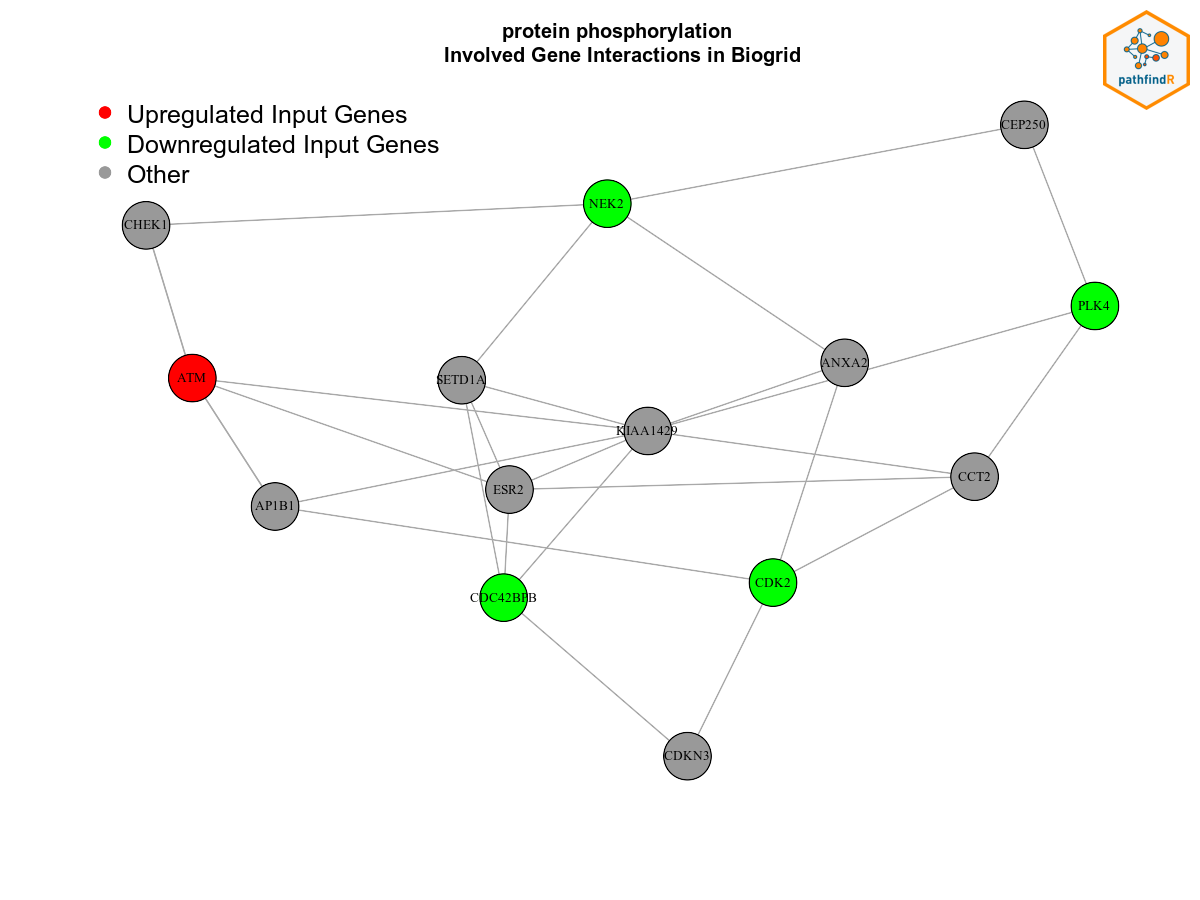 protein phosphorylation
Involved Gene Interactions in Biogrid
pathfindR
Upregulated Input Genes
Downregulated Input Genes
Other
CEP250
NEK2
CHEK1
PLK4
ANXA2
ATM
SETD1A
KIAA1429
CCT2
ESR2
AP1B1
CDK2
CDC42BPB
CDKN3